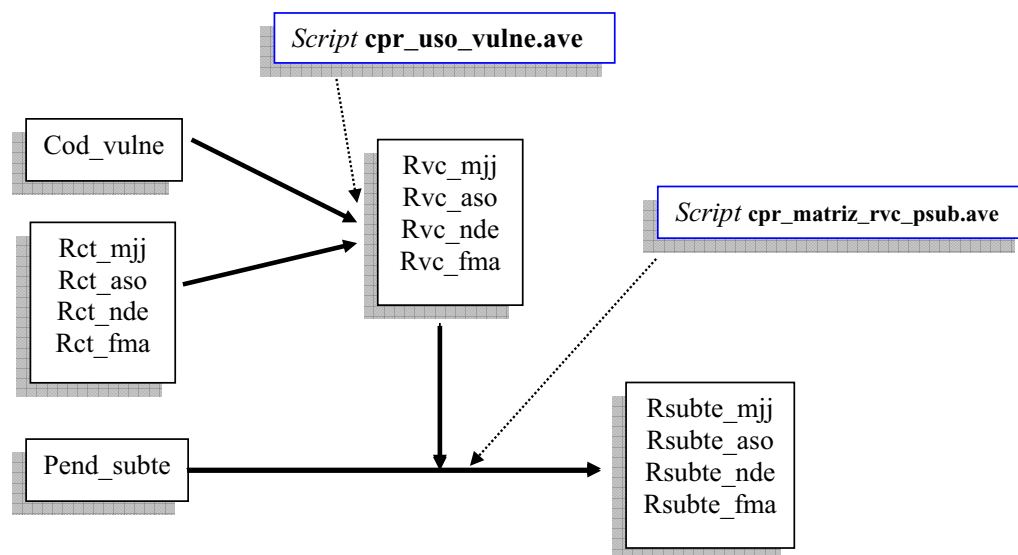 Script cpr_uso_vulne.ave
Cod_vulne
Rvc_mjj
Rvc_aso
Rvc_nde
Rvc_fma
Script cpr_matriz_rvc_psub.ave
Rct_mjj
Rct_aso
Rct_nde
Rct_fma
Rsubte_mjj
Rsubte_aso
Rsubte_nde
Rsubte_fma
Pend_subte